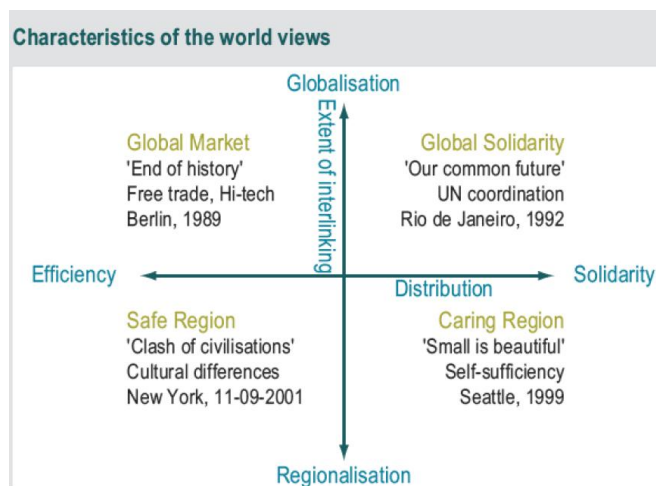 Characteristics of the world views
Globalisation
Extent of interlinking
Global Market
'End of history'
Free trade, Hi-tech
Berlin, 1989
Global Solidarity
'Our common future'
UN coordination
Rio de Janeiro, 1992
Efficiency
Distribution
Solidarity
Safe Region
'Clash of civilisations'
Cultural differences
New York, 11-09-2001
Caring Region
'Small is beautiful'
Self-sufficiency
Seattle, 1999
Regionalisation